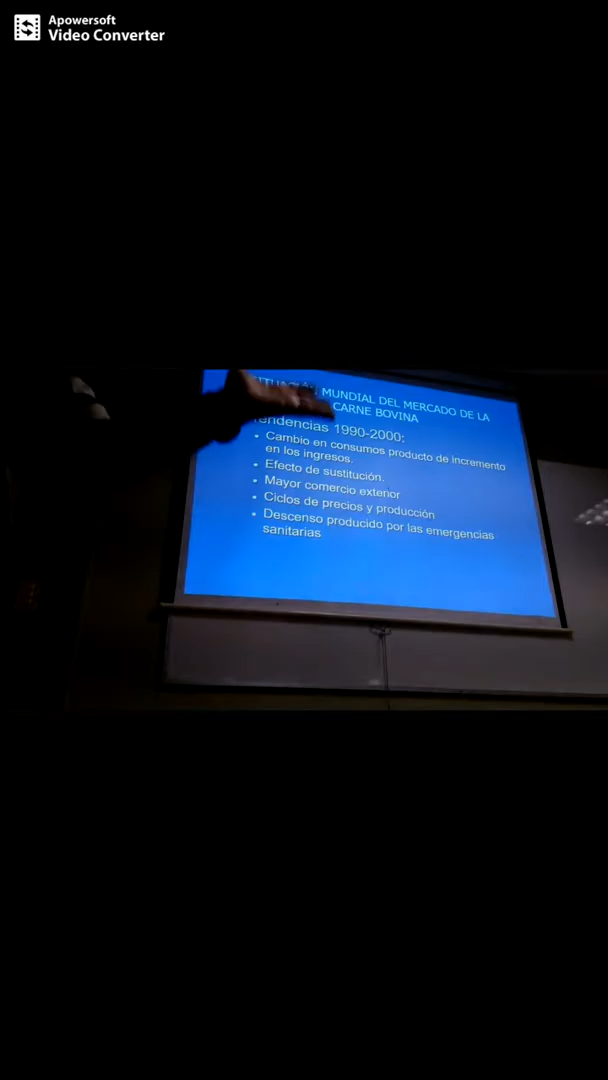 Apowersoft
Video Converter
SITUACIÓN MUNDIAL DEL MERCADO DE LA
CARNE BOVINA
Tendencias 1990-2000:
• Cambio en consumos producto de incremento
en los ingresos.
• Efecto de sustitución.
• Mayor comercio exterior
• Ciclos de precios y producción
• Descenso producido por las emergencias
sanitarias